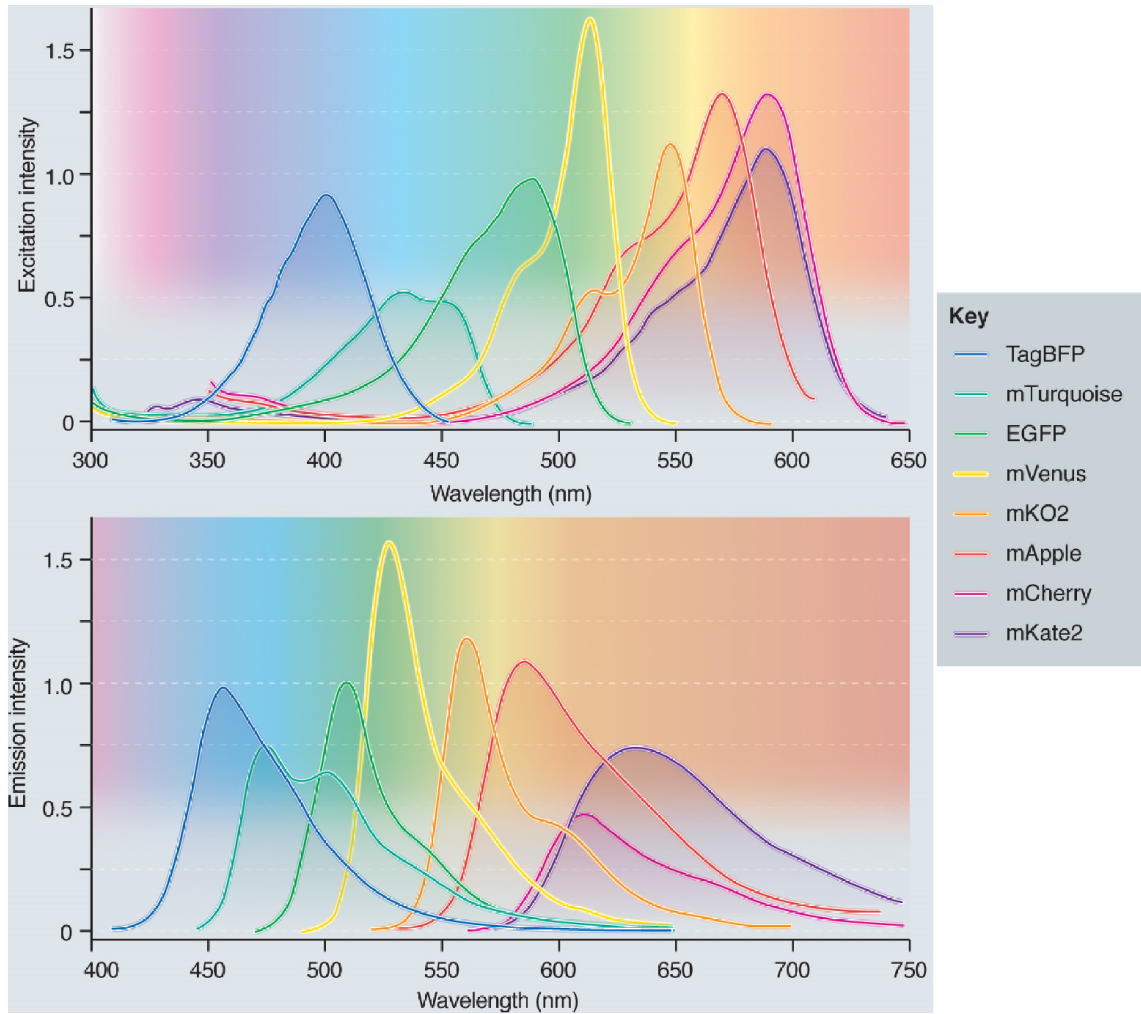 Excitation intensity
1.5
1.0
0.5
0
300 350 400 450 500 550 600 650
Wavelength (nm)
Emission intensity
1.5
1.0
0.5
0
400 450 500 550 600 650 700 750
Wavelength (nm)
Key
TagBFP
mTurquoise
EGFP
mVenus
mKO2
mApple
mCherry
mKate2